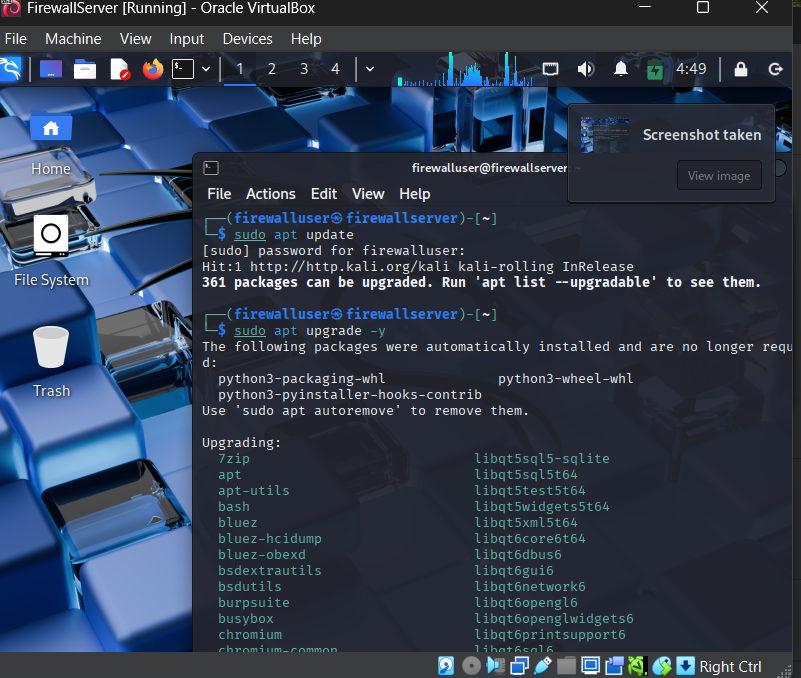 FirewallServer [Running] - Oracle VirtualBox
File Machine View Input Devices Help
1 2 3 4 4:49
Screenshot taken
View image
Home
File System
Trash
firewalluser@firewallserver
File Actions Edit View Help
┌──(firewalluser㉿firewallserver)-[~]
└─$ sudo apt update
[sudo] password for firewalluser:
Hit:1 http://http.kali.org/kali kali-rolling InRelease
361 packages can be upgraded. Run 'apt list --upgradable' to see them.
┌──(firewalluser㉿firewallserver)-[~]
└─$ sudo apt upgrade -y
The following packages were automatically installed and are no longer requ
d:
python3-packaging-whl python3-wheel-whl
python3-pyinstaller-hooks-contrib
Use 'sudo apt autoremove' to remove them.
Upgrading:
7zip libqt5sql5-sqlite
apt libqt5sql5t64
apt-utils libqt5test5t64
bash libqt5widgets5t64
bluez libqt5xml5t64
bluez-hcidump libqt6core6t64
bluez-obexd libqt6dbus6
bsdextrautils libqt6gui6
bsdutils libqt6network6
burpsuite libqt6opengl6
busybox libqt6openglwidgets6
chromium libqt6printsupport6
chromium-common libqt6sql6
Right Ctrl